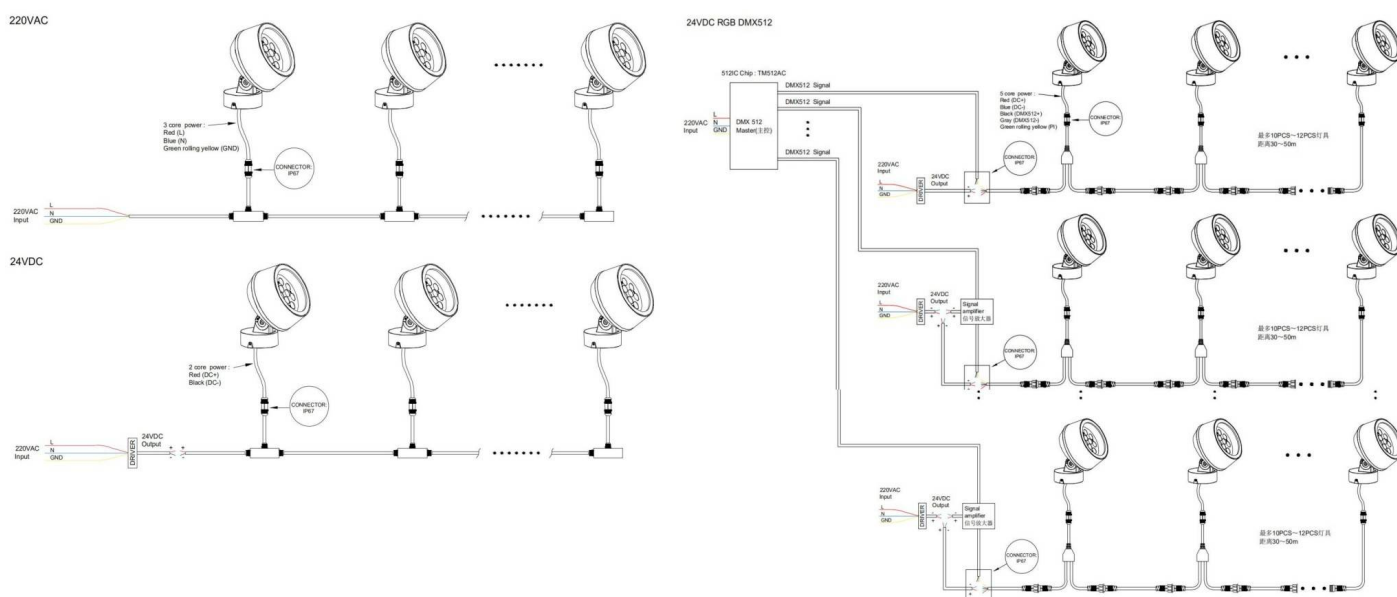 220VAC
3 core power :
Red (L)
Blue (N)
Green rolling yellow (GND)
CONNECTOR:
IP67
220VAC
Input
L
N
GND
24VDC
2 core power :
Red (DC+)
Black (DC-)
CONNECTOR:
IP67
220VAC
Input
L
N
GND
DRIVER
24VDC
Output
+ +
- -
24VDC RGB DMX512
512IC Chip : TM512AC
220VAC
Input
L
N
GND
DMX 512
Master(主控)
DMX512 Signal
DMX512 Signal
DMX512 Signal
5 core power :
Red (DC+)
Blue (DC-)
Black (DMX512+)
Gray (DMX512-)
Green rolling yellow (PI)
CONNECTOR:
IP67
最多10PCS～12PCS灯具
距离30～50m
CONNECTOR:
IP67
220VAC
Input
L
N
GND
DRIVER
24VDC
Output
220VAC
Input
L
N
GND
DRIVER
24VDC
Output
Signal
amplifier
信号放大器
CONNECTOR:
IP67
最多10PCS～12PCS灯具
距离30～50m
220VAC
Input
L
N
GND
DRIVER
24VDC
Output
Signal
amplifier
信号放大器
CONNECTOR:
IP67
最多10PCS～12PCS灯具
距离30～50m